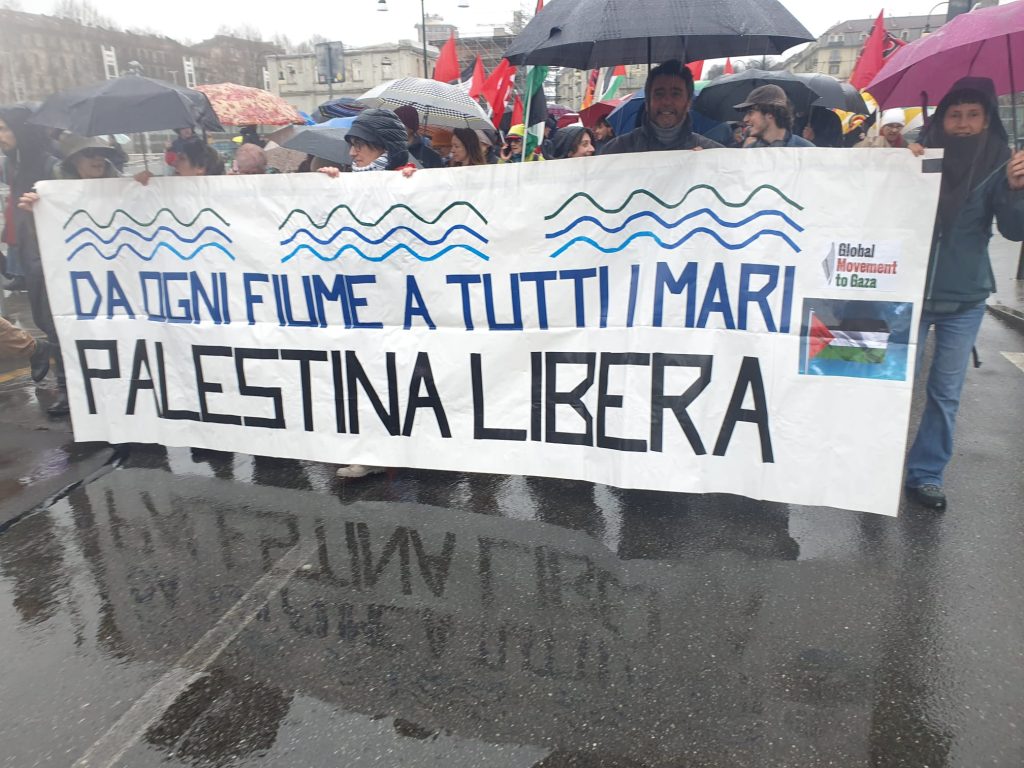 DA OGNI FIUME A TUTTI I MARI
PALESTINA LIBERA
Global
Movement
to Gaza